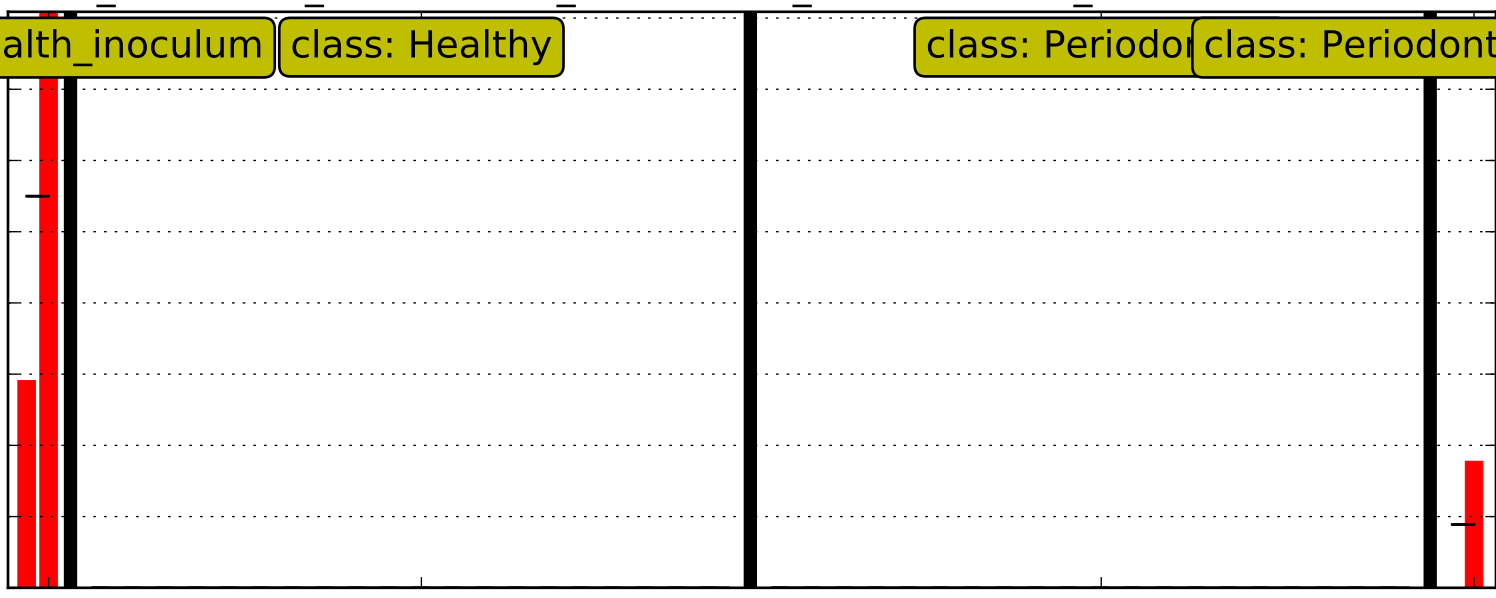 alth_inoculum
class: Healthy
class: Periodon
class: Periodont